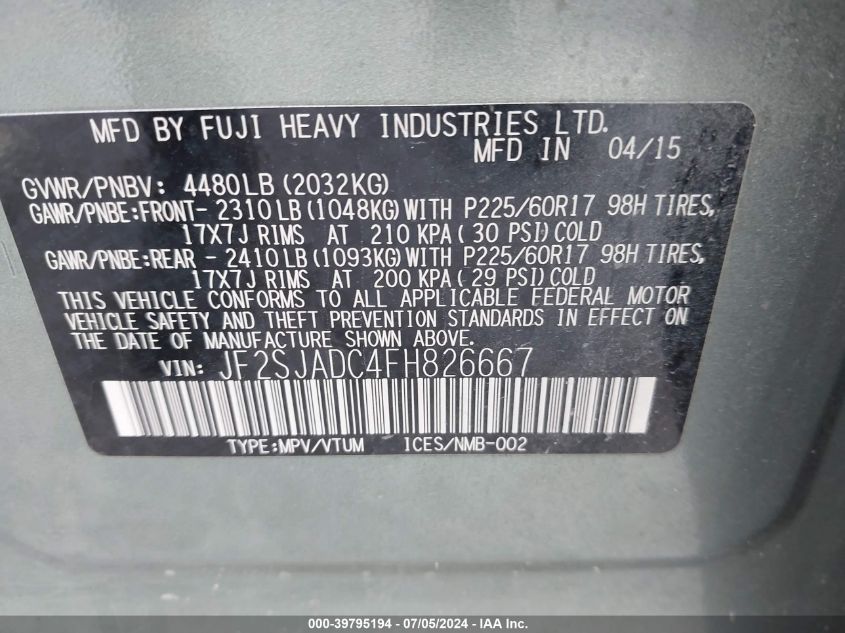 MFD BY FUJI HEAVY INDUSTRIES LTD.
MFD IN 04/15
GVWR/PNBV: 4480LB(2032KG)
GAWR/PNBE:FRONT- 2310LB(1048KG)WITH P225/60R17 98H TIRES,
17X7J RIMS AT 210 KPA( 30 PSI)COLD
GAWR/PNBE:REAR - 2410LB(1093KG)WITH P225/60R17 98H TIRES,
17X7J RIMS AT 200 KPA( 29 PSI)COLD
THIS VEHICLE CONFORMS TO ALL APPLICABLE FEDERAL MOTOR
VEHICLE SAFETY AND THEFT PREVENTION STANDARDS IN EFFECT ON
THE DATE OF MANUFACTURE SHOWN ABOVE.
VIN: JF2SJADC4FH826667
TYPE:MPV/VTUM ICES/NMB-002
000-39795194 - 07/05/2024 - IAA Inc.